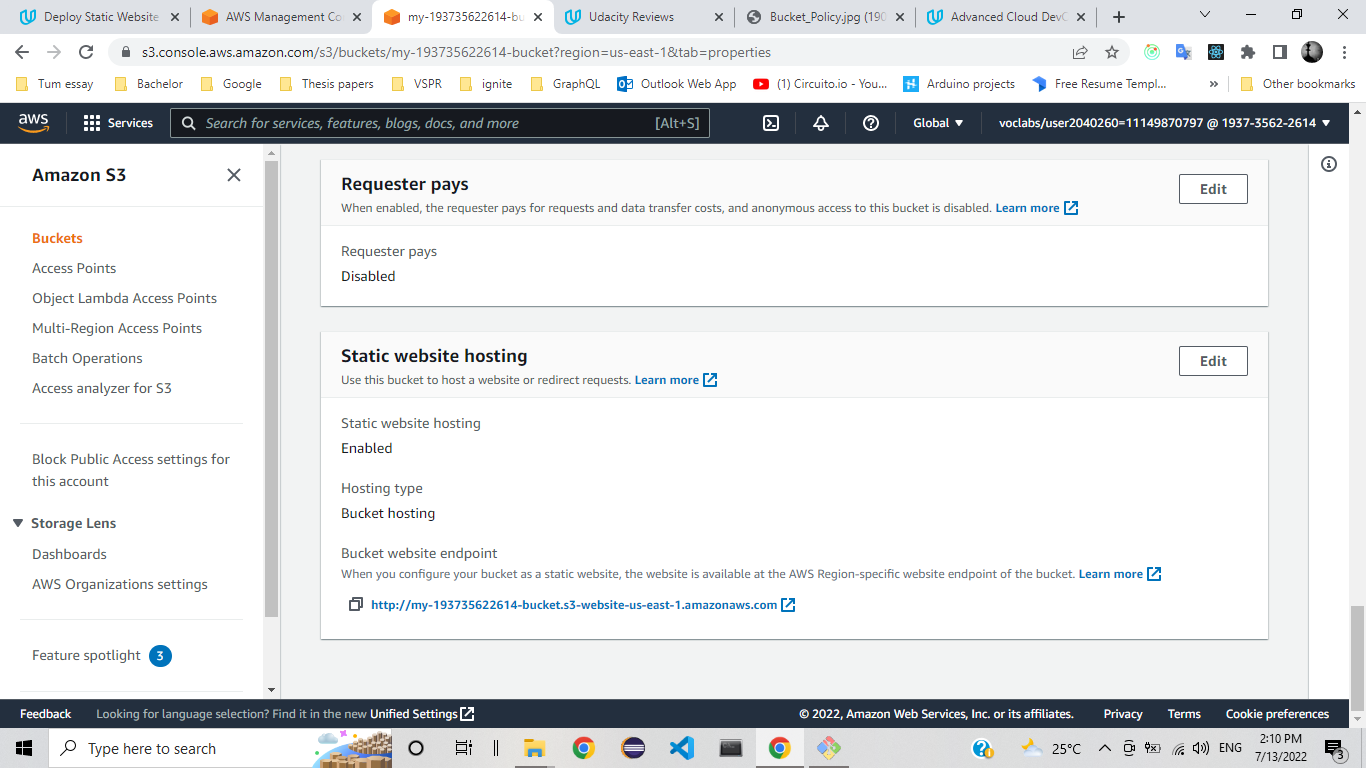 Deploy Static Website
AWS Management Co
my-193735622614-bu
Udacity Reviews
Bucket_Policy.jpg (190
Advanced Cloud DevO
s3.console.aws.amazon.com/s3/buckets/my-193735622614-bucket?region=us-east-1&tab=properties
Tum essay
Bachelor
Google
Thesis papers
VSPR
ignite
GraphQL
Outlook Web App
(1) Circuito.io - You...
Arduino projects
Free Resume Templ...
»
Other bookmarks
aws
Services
Search for services, features, blogs, docs, and more
[Alt+S]
Global
voclabs/user2040260=11149870797 @ 1937-3562-2614
Amazon S3
Buckets
Access Points
Object Lambda Access Points
Multi-Region Access Points
Batch Operations
Access analyzer for S3
Block Public Access settings for
this account
Storage Lens
Dashboards
AWS Organizations settings
Feature spotlight 3
Requester pays
Edit
When enabled, the requester pays for requests and data transfer costs, and anonymous access to this bucket is disabled. Learn more
Requester pays
Disabled
Static website hosting
Edit
Use this bucket to host a website or redirect requests. Learn more
Static website hosting
Enabled
Hosting type
Bucket hosting
Bucket website endpoint
When you configure your bucket as a static website, the website is available at the AWS Region-specific website endpoint of the bucket. Learn more
http://my-193735622614-bucket.s3-website-us-east-1.amazonaws.com
Feedback
Looking for language selection? Find it in the new Unified Settings
© 2022, Amazon Web Services, Inc. or its affiliates.
Privacy
Terms
Cookie preferences
Type here to search
25°C
ENG
2:10 PM
7/13/2022
3